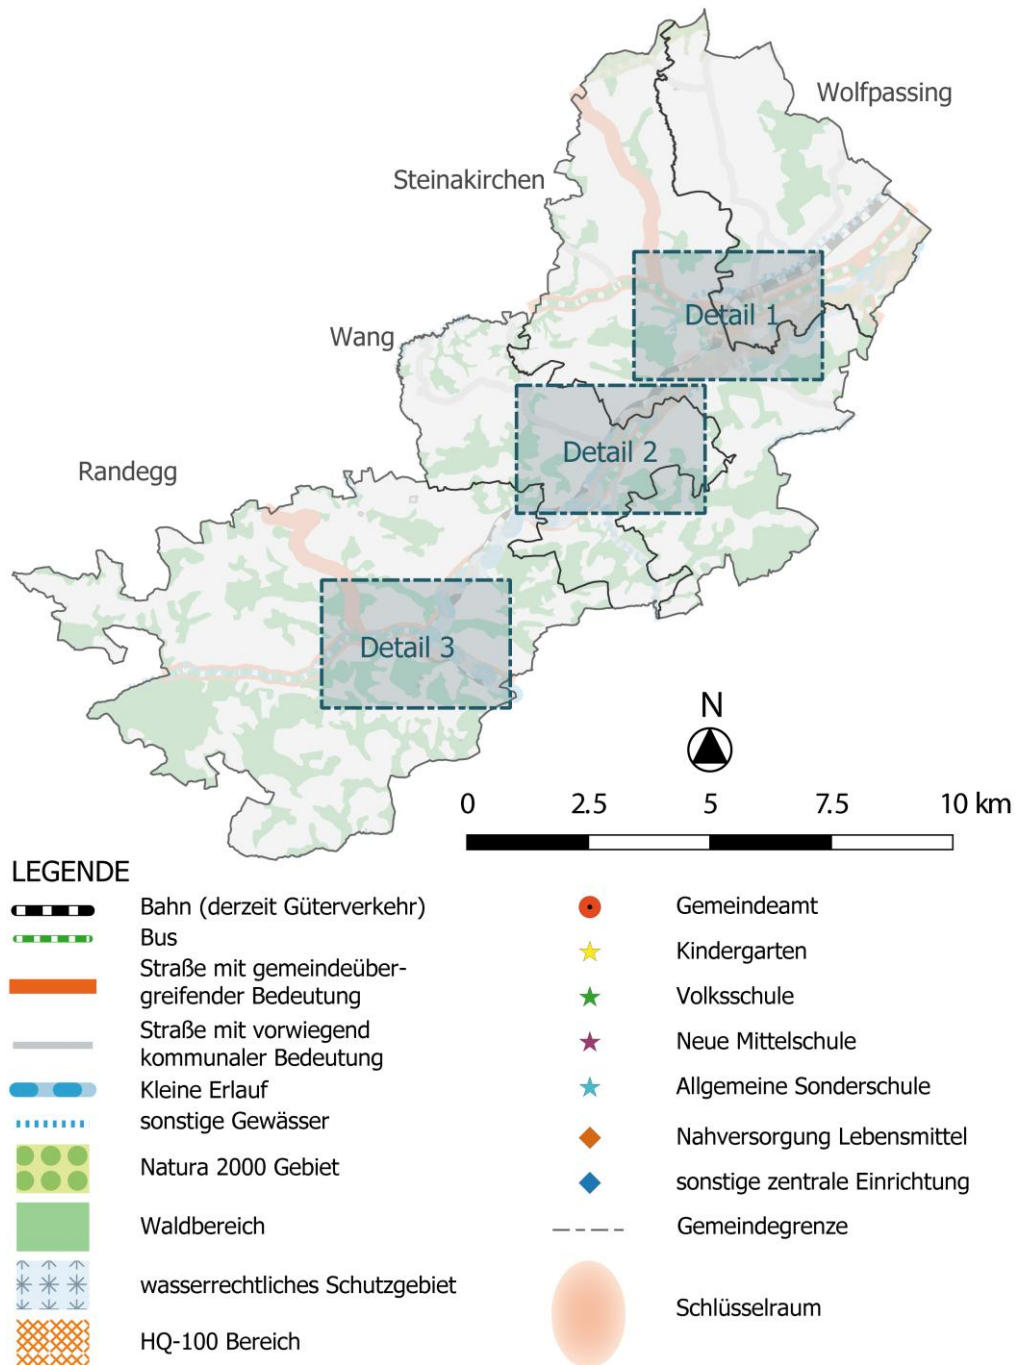 Wolfpassing
Steinakirchen
Detail 1
Wang
Detail 2
Randegg
Detail 3
N
0 2.5 5 7.5 10 km
LEGENDE
Bahn (derzeit Güterverkehr)
Bus
Straße mit gemeindeüber-
greifender Bedeutung
Straße mit vorwiegend
kommunaler Bedeutung
Kleine Erlauf
sonstige Gewässer
Natura 2000 Gebiet
Waldbereich
wasserrechtliches Schutzgebiet
HQ-100 Bereich
Gemeindeamt
Kindergarten
Volksschule
Neue Mittelschule
Allgemeine Sonderschule
Nahversorgung Lebensmittel
sonstige zentrale Einrichtung
Gemeindegrenze
Schlüsselraum